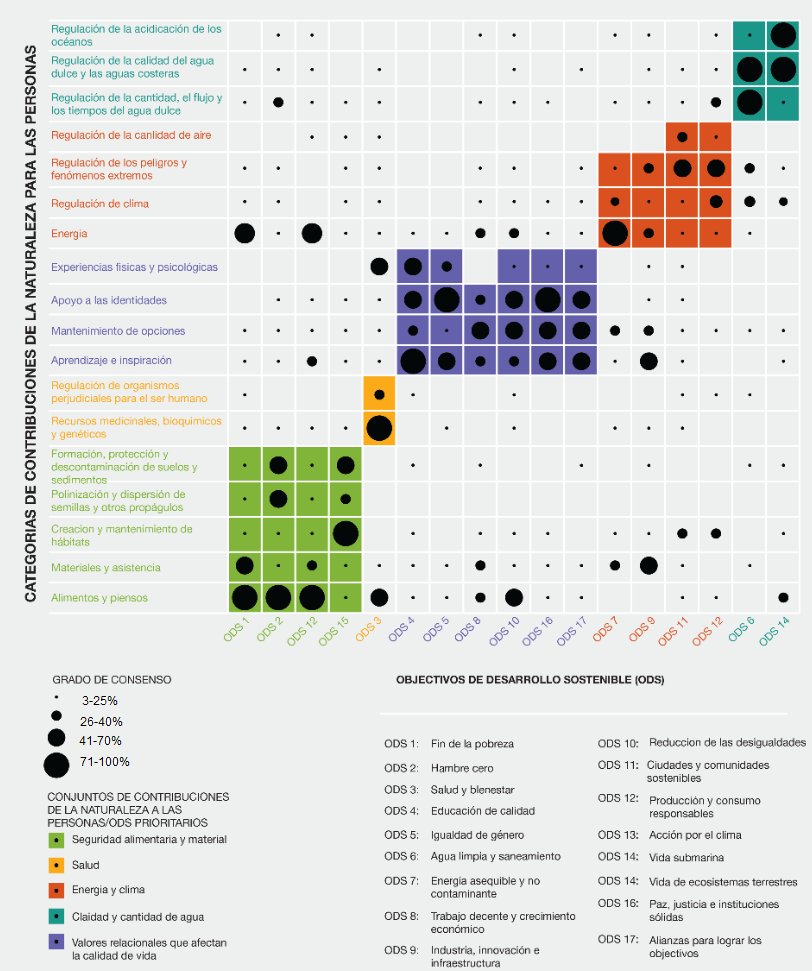 CATEGORIAS DE CONTRIBUCIONES DE LA NATURALEZA PARA LAS PERSONAS
Regulación de la acidicación de los
océanos
Regulación de la calidad del agua
dulce y las aguas costeras
Regulación de la cantidad, el flujo y
los tiempos del agua dulce
Regulación de la canlidad de aire
Regulación de los peligros y
fenómenos extremos
Regulación de clima
Energia
Experiencias fisicas y psicológicas
Apoyo a las identidades
Mantenimiento de opciones
Aprendizaje e inspiración
Regulación de organismos
perjudiciales para el ser humano
Recursos medicinales, bioquimicos
y genéticos
Formación, protección y
descontaminación de suelos y
sedimentos
Polinización y dispersión de
semillas y otros propágulos
Creacion y mantenimiento de
hábitats
Materiales y asistencia
Alimentos y piensos
ODS 1
ODS 2
ODS 12
ODS 15
ODS 3
ODS 4
ODS 5
ODS 8
ODS 10
ODS 16
ODS 17
ODS 7
ODS 9
ODS 11
ODS 12
ODS 6
ODS 14
GRADO DE CONSENSO
3-25%
26-40%
41-70%
71-100%
CONJUNTOS DE CONTRIBUCIONES
DE LA NATURALEZA A LAS
PERSONAS/ODS PRIORITARIOS
Seguridad alimentaria y material
Salud
Energia y clima
Claidad y cantidad de agua
Valores relacionales que afectan
la calidad de vida
OBJECTIVOS DE DESARROLLO SOSTENIBLE (ODS)
ODS 1: Fin de la pobreza
ODS 2: Hambre cero
ODS 3: Salud y blenestar
ODS 4: Educación de calidad
ODS 5: Igualdad de género
ODS 6: Agua limpia y saneamiento
ODS 7: Energía asequible y no
contaminante
ODS 8: Trabajo decente y crecimiento
económico
ODS 9: Industria, innovación e
infraestructura
ODS 10: Reduccion de las desigualdades
ODS 11: Ciudades y comunidades
sostenibles
ODS 12: Producción y consumo
responsables
ODS 13: Acción por el clima
ODS 14: Vida submarina
ODS 14: Vida de ecosistemas terrestres
ODS 16: Paz, justicia e instituciones
sólidas
ODS 17: Alianzas para lograr los
objectivos